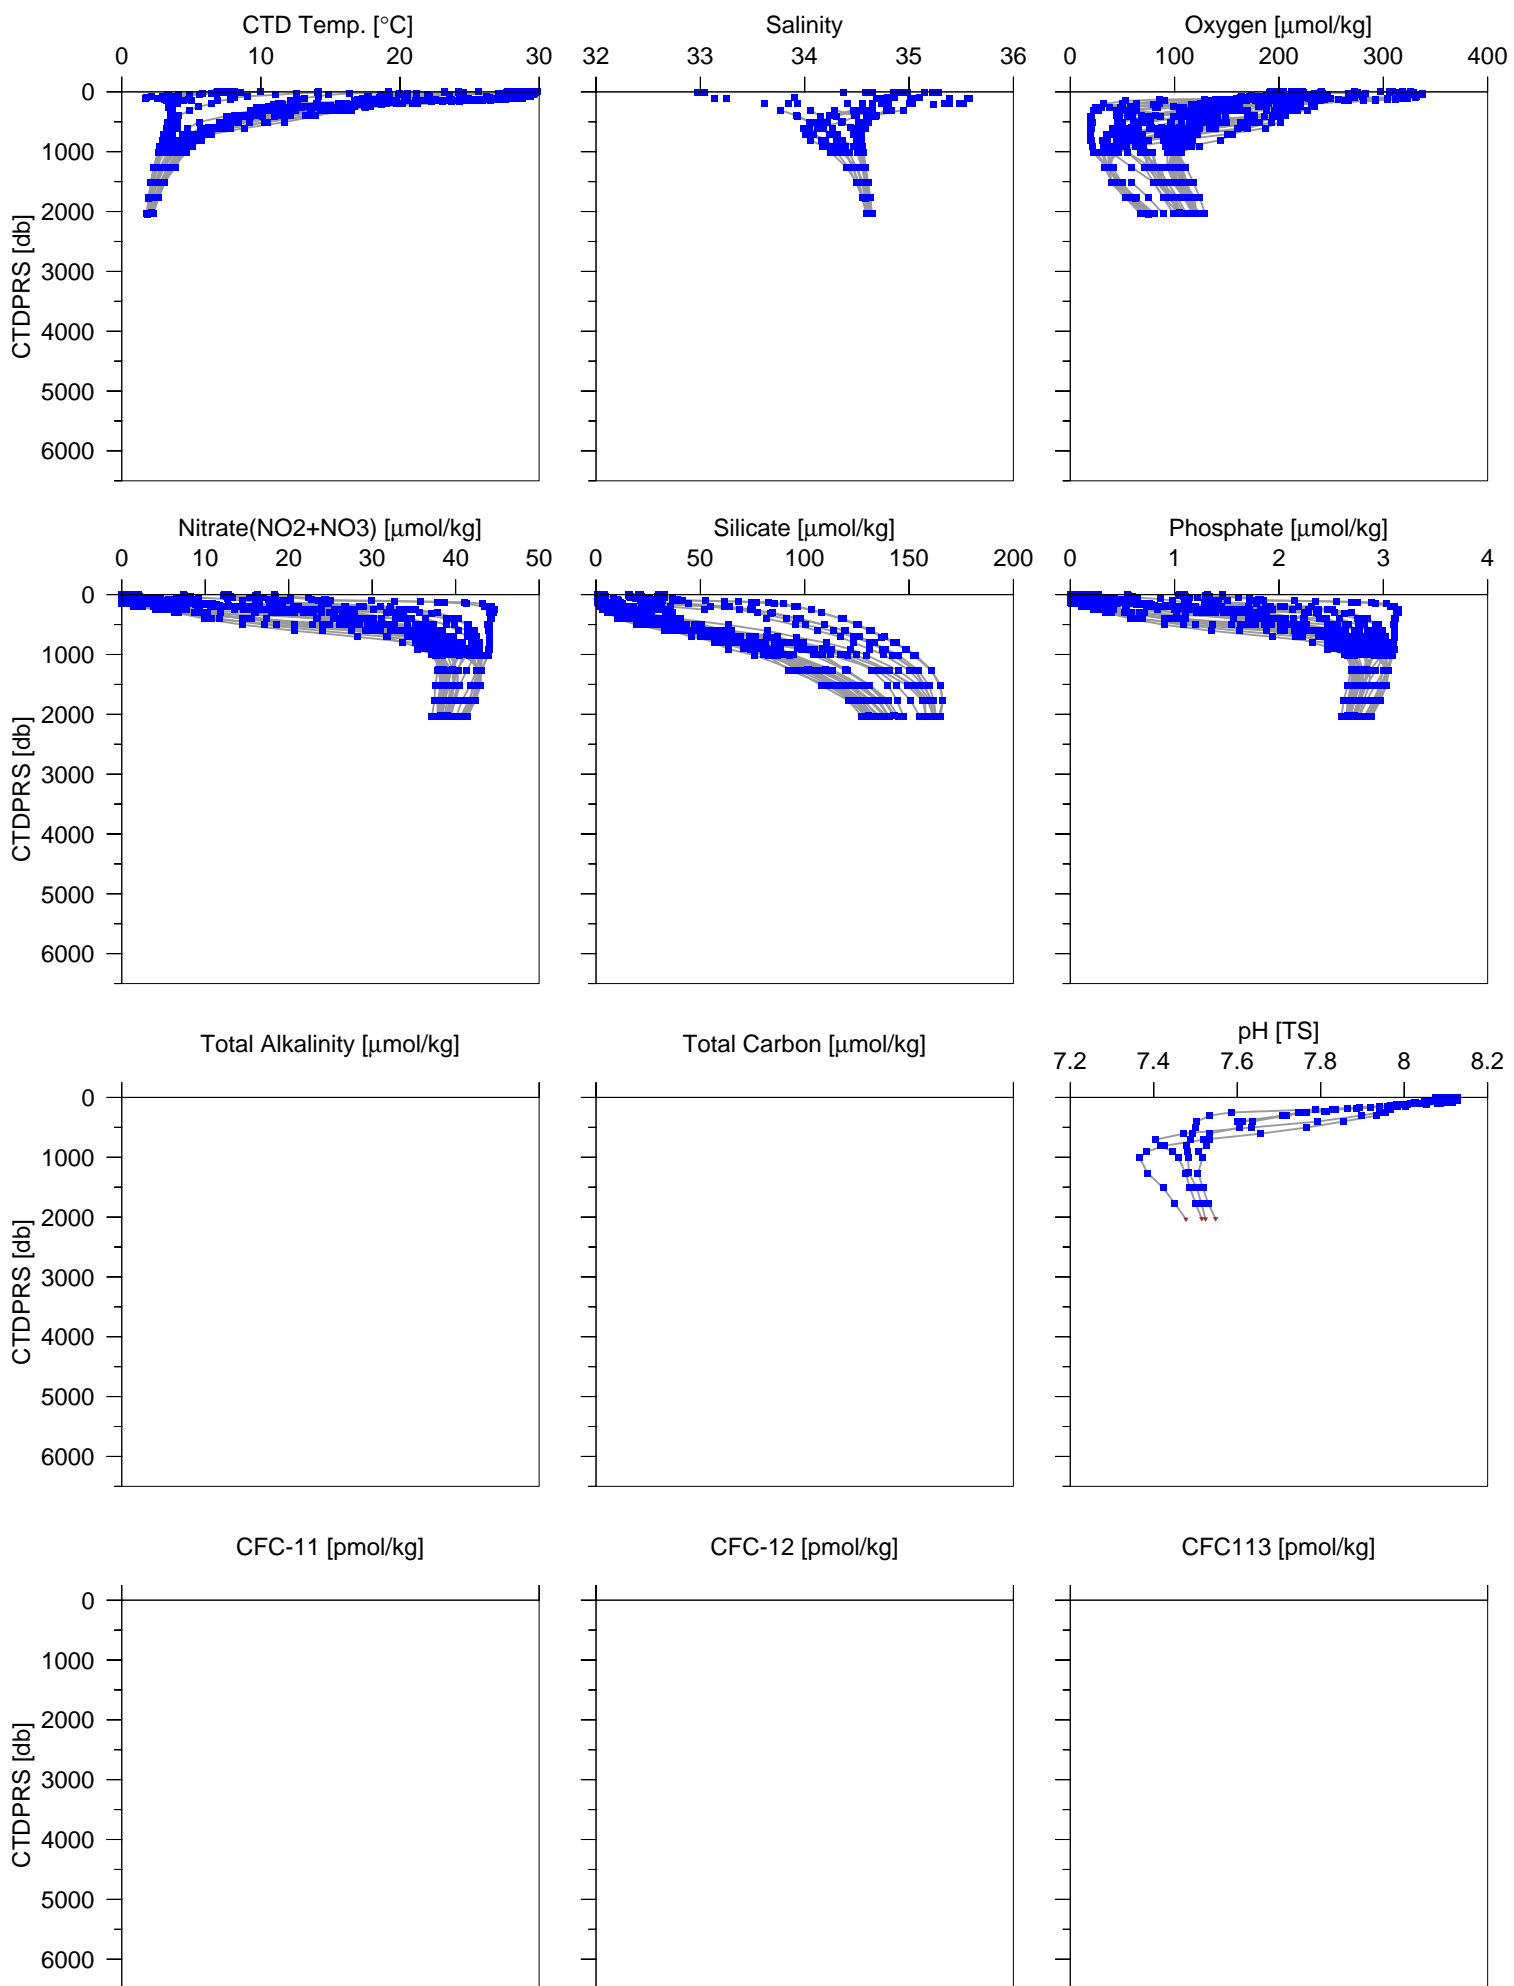 CTD Temp. [°C] Salinity Oxygen [μmol/kg]
0 10 20 30 32 33 34 35 36 0 100 200 300 400
0
1000
2000
3000
4000
5000
6000
CTDPRS [db]
Nitrate(NO2+NO3) [μmol/kg] Silicate [μmol/kg] Phosphate [μmol/kg]
0 10 20 30 40 50 0 50 100 150 200 0 1 2 3 4
0
1000
2000
3000
4000
5000
6000
CTDPRS [db]
Total Alkalinity [μmol/kg] Total Carbon [μmol/kg] pH [TS]
7.2 7.4 7.6 7.8 8 8.2
0
1000
2000
3000
4000
5000
6000
CTDPRS [db]
CFC-11 [pmol/kg] CFC-12 [pmol/kg] CFC113 [pmol/kg]
0
1000
2000
3000
4000
5000
6000
CTDPRS [db]